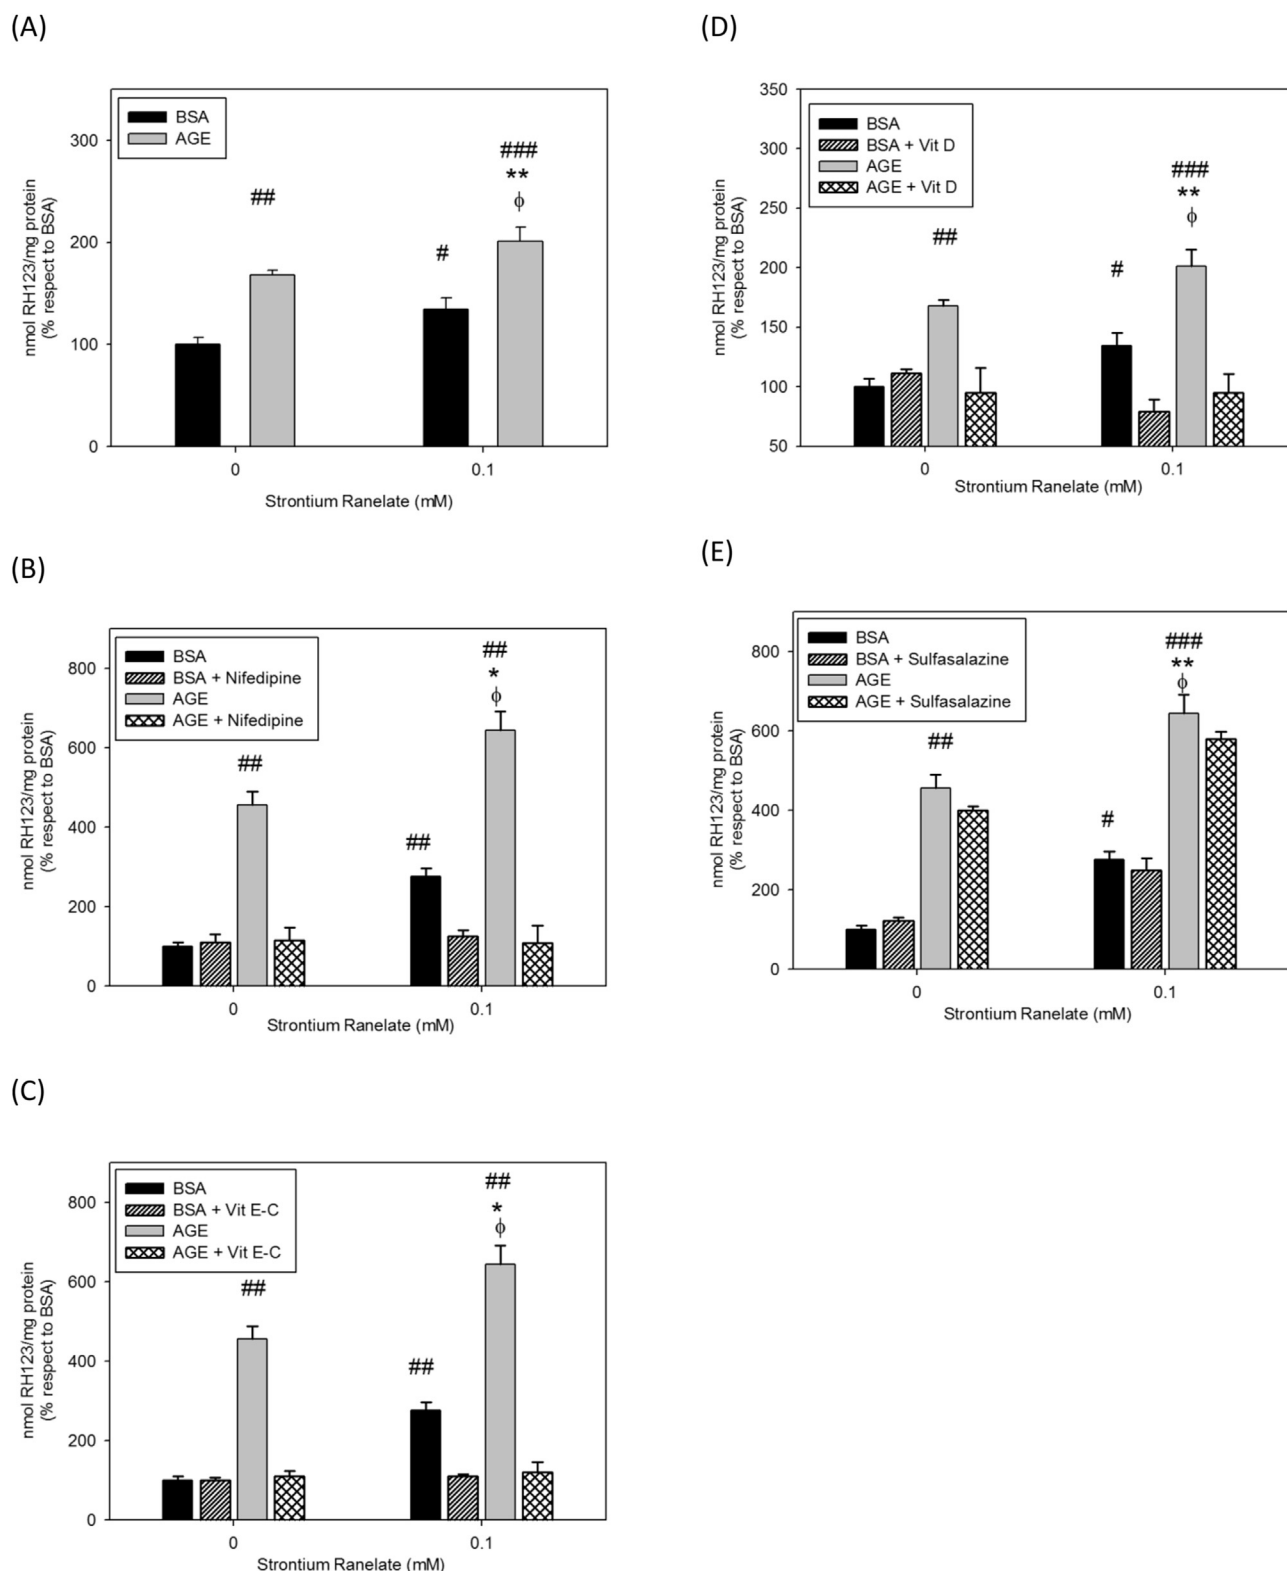 (A)
BSA
AGE
nmol RH123/mg protein
(% respect to BSA)
300
200
100
0
##
#
###
**
ϕ
0
0.1
Strontium Ranelate (mM)
(B)
BSA
BSA + Nifedipine
AGE
AGE + Nifedipine
nmol RH123/mg protein
(% respect to BSA)
800
600
400
200
0
##
##
##
*
ϕ
0
0.1
Strontium Ranelate (mM)
(C)
BSA
BSA + Vit E-C
AGE
AGE + Vit E-C
nmol RH123/mg protein
(% respect to BSA)
800
600
400
200
0
##
##
##
*
ϕ
0
0.1
Strontium Ranelate (mM)
(D)
BSA
BSA + Vit D
AGE
AGE + Vit D
nmol RH123/mg protein
(% respect to BSA)
350
300
250
200
150
100
50
##
#
###
**
ϕ
0
0.1
Strontium Ranelate (mM)
(E)
BSA
BSA + Sulfasalazine
AGE
AGE + Sulfasalazine
nmol RH123/mg protein
(% respect to BSA)
800
600
400
200
0
##
#
###
**
ϕ
0
0.1
Strontium Ranelate (mM)